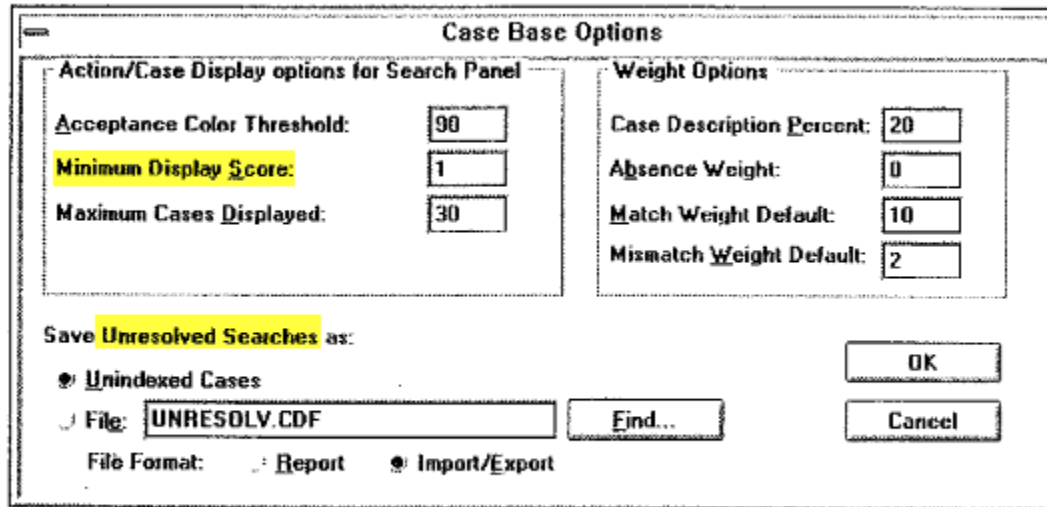 Case Base Options
Action/Case Display options for Search Panel
Acceptance Color Threshold: 90
Minimum Display Score: 1
Maximum Cases Displayed: 30
Weight Options
Case Description Percent: 20
Absence Weight: 0
Match Weight Default: 10
Mismatch Weight Default: 2
Save Unresolved Searches as:
Unindexed Cases
File: UNRESOLV.CDF Find...
File Format: Report Import/Export
OK
Cancel